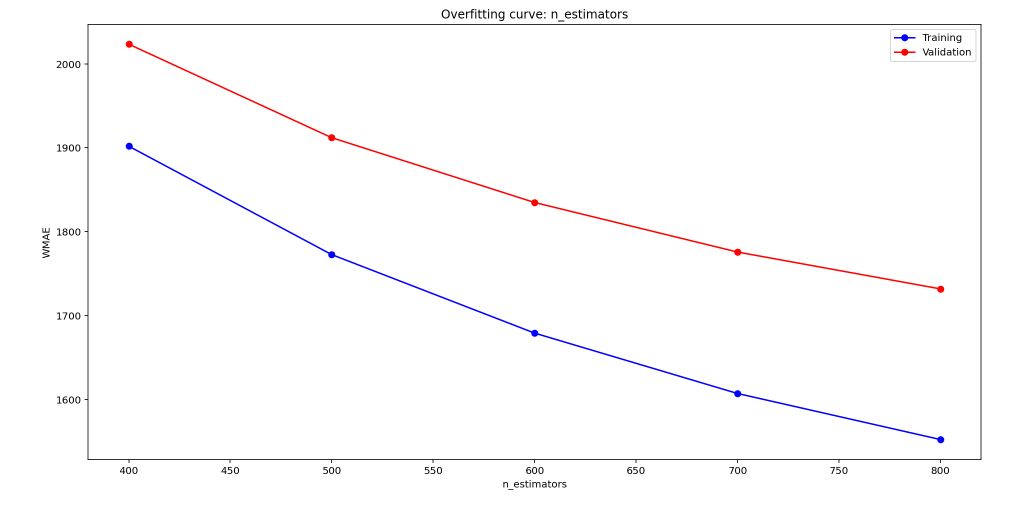 Overfitting curve: n_estimators
Training
Validation
2000
1900
1800
1700
1600
WMAE
400 450 500 550 600 650 700 750 800
n_estimators